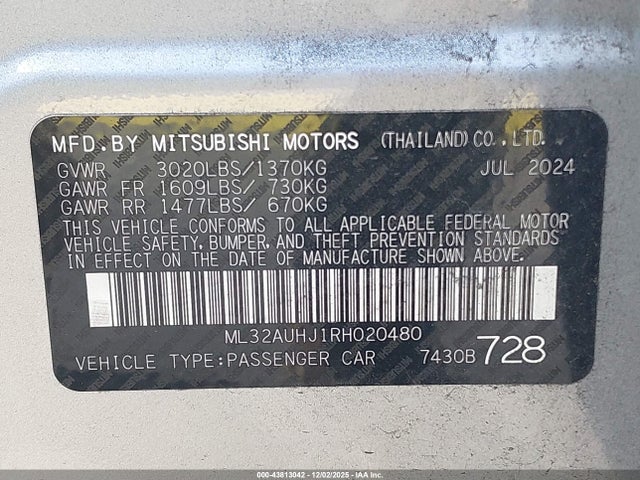 MFD.BY MITSUBISHI MOTORS (THAILAND) CO., LTD.
GVWR 3020LBS/1370KG JUL 2024
GAWR FR 1609LBS/ 730KG
GAWR RR 1477LBS/ 670KG
THIS VEHICLE CONFORMS TO ALL APPLICABLE FEDERAL MOTOR
VEHICLE SAFETY, BUMPER, AND THEFT PREVENTION STANDARDS
IN EFFECT ON THE DATE OF MANUFACTURE SHOWN ABOVE.
ML32AUHJ1RH020480
VEHICLE TYPE:PASSENGER CAR 7430B 728
000-43813042 - 12/02/2025 - IAAI.COM